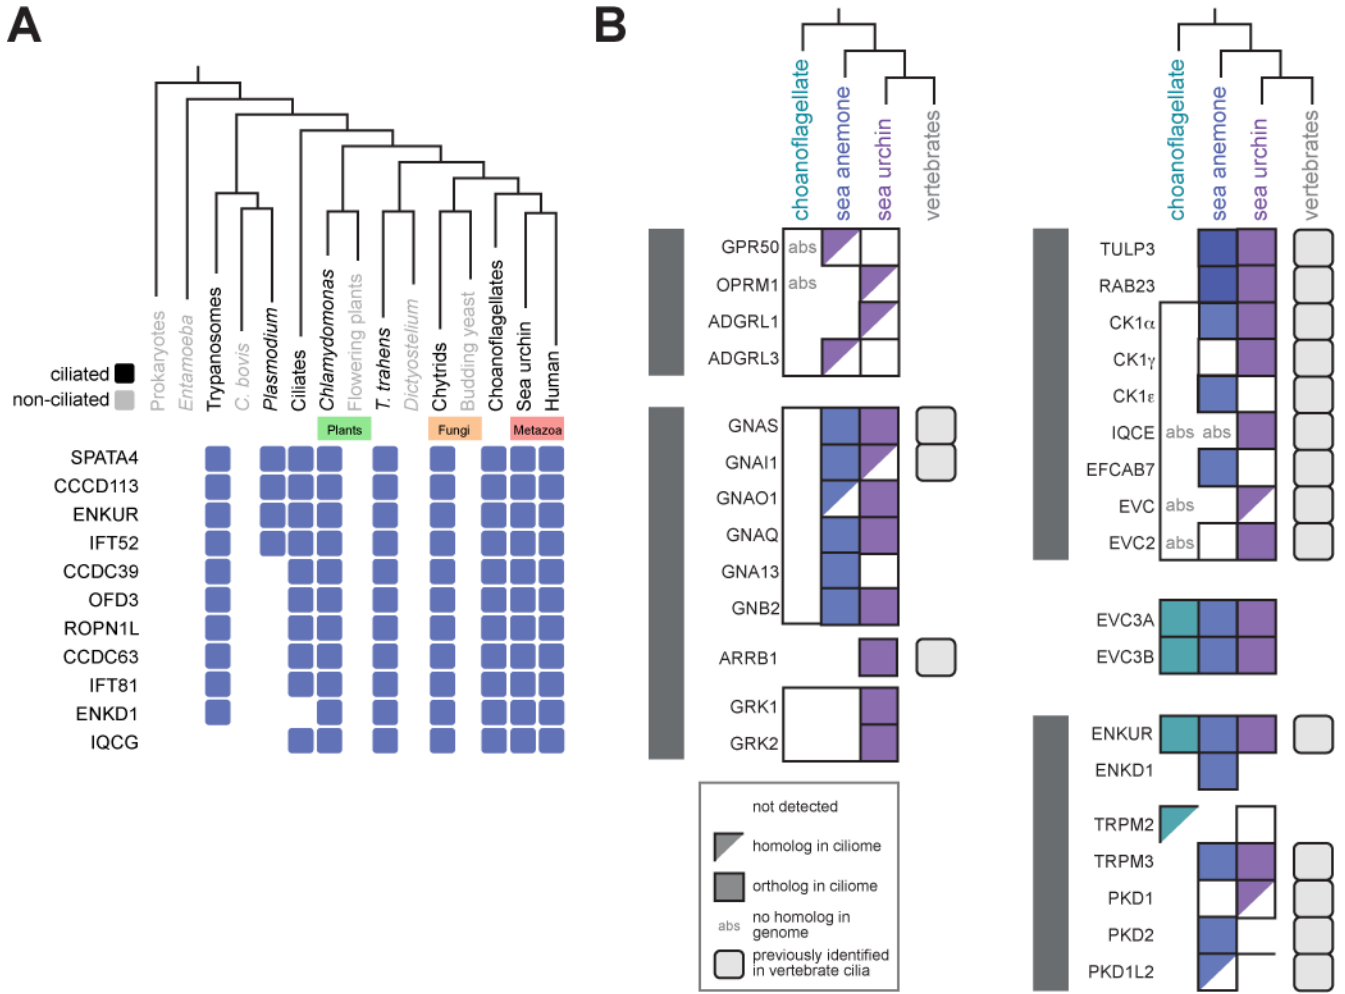 A
B
ciliated
non-ciliated
Prokaryotes
Entamoeba
Trypanosomes
C. bovis
Plasmodium
Ciliates
Chlamydomonas
Flowering plants
T. trahens
Dictyostelium
Chytrids
Budding yeast
Choanoflagellates
Sea urchin
Human
Plants
Fungi
Metazoa
SPATA4
CCCD113
ENKUR
IFT52
CCDC39
OFD3
ROPN1L
CCDC63
IFT81
ENKD1
IQCG
choanoflagellate
sea anemone
sea urchin
vertebrates
GPR50 abs
OPRM1 abs
ADGRL1
ADGRL3
GNAS
GNAI1
GNAO1
GNAQ
GNA13
GNB2
ARRB1
GRK1
GRK2
not detected
homolog in ciliome
ortholog in ciliome
abs no homolog in
genome
previously identified
in vertebrate cilia
choanoflagellate
sea anemone
sea urchin
vertebrates
TULP3
RAB23
CK1α
CK1γ
CK1ε
IQCE abs abs
EFCAB7
EVC abs
EVC2 abs
EVC3A
EVC3B
ENKUR
ENKD1
TRPM2
TRPM3
PKD1
PKD2
PKD1L2